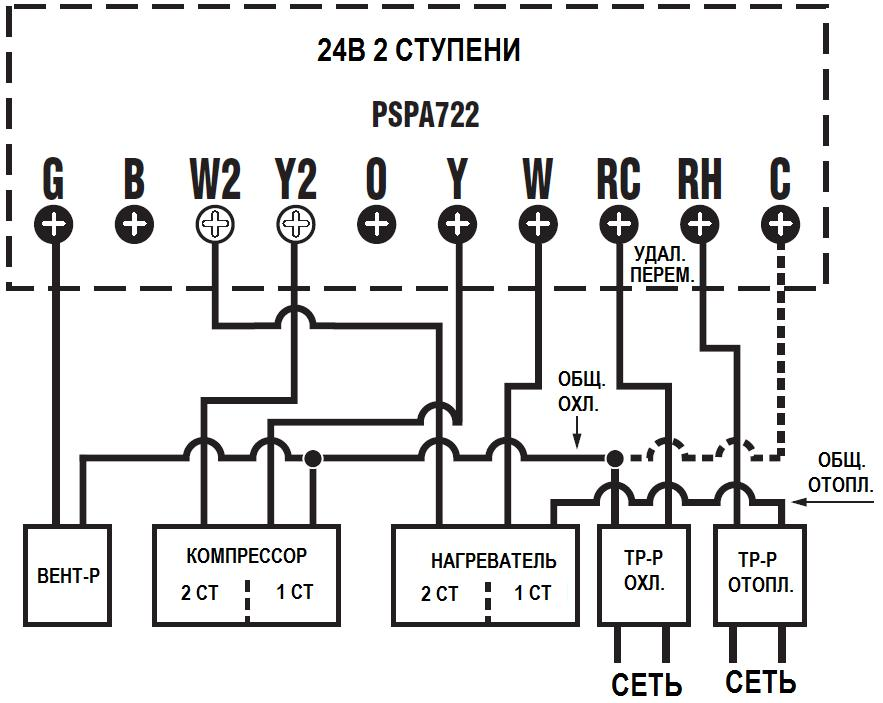 24В 2 СТУПЕНИ
PSPA722
G B W2 Y2 O Y W RC RH C
УДАЛ.
ПЕРЕМ.
ОБЩ.
ОХЛ.
ОБЩ.
ОТОПЛ.
ВЕНТ-Р
КОМПРЕССОР
2 СТ 1 СТ
НАГРЕВАТЕЛЬ
2 СТ 1 СТ
ТР-Р
ОХЛ.
ТР-Р
ОТОПЛ.
СЕТЬ СЕТЬ